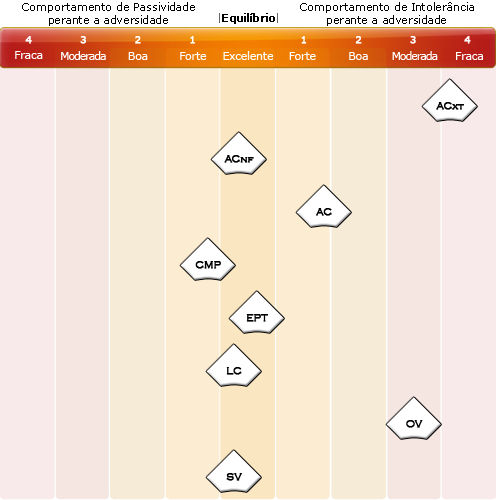 Comportamento de Passividade
perante a adversidade
|Equilíbrio|
Comportamento de Intolerância
perante a adversidade
4 3 2 1 1 2 3 4
Fraca Moderada Boa Forte Excelente Forte Boa Moderada Fraca
ACXT
ACNF
AC
CMP
EPT
LC
OV
SV